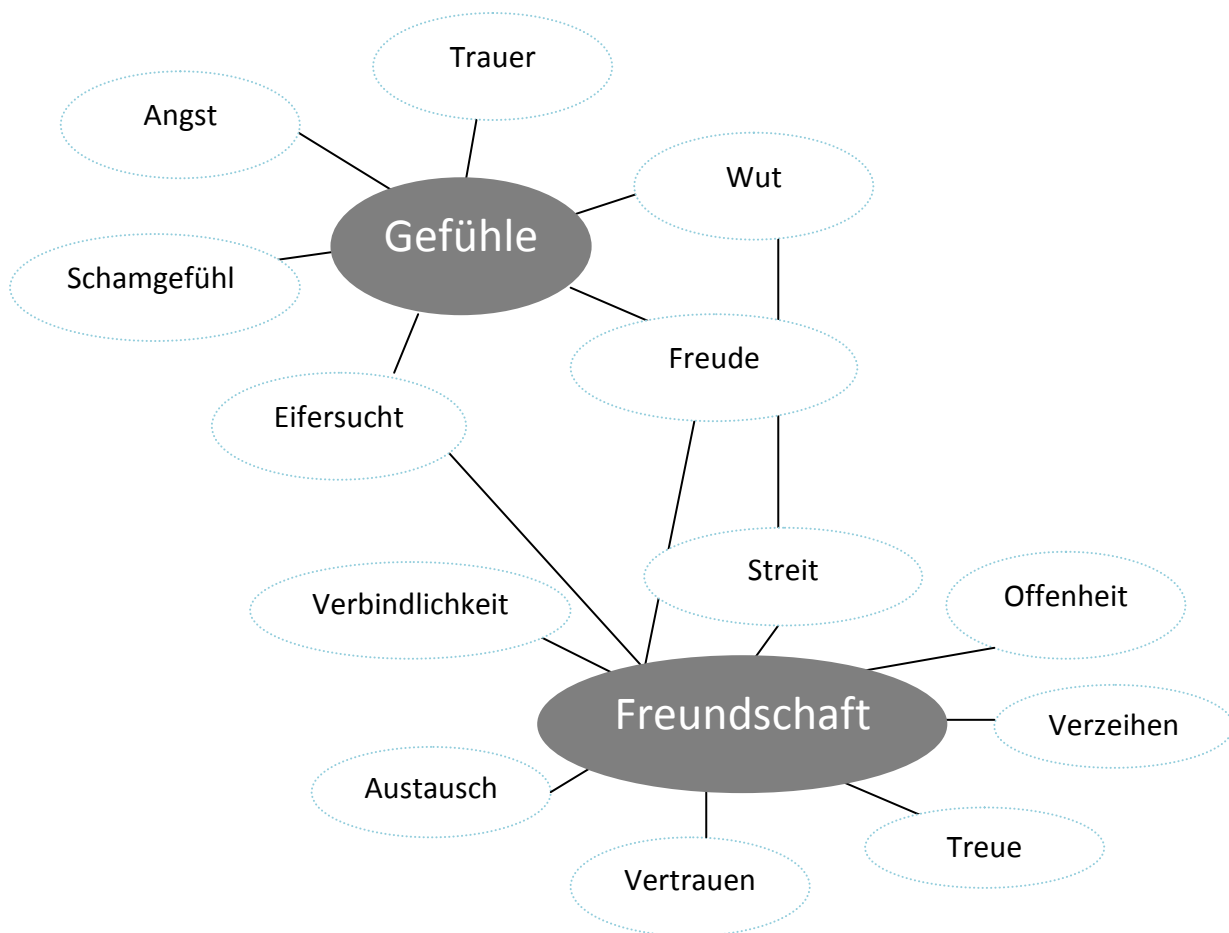 Trauer
Angst
Wut
Gefühle
Schamgefühl
Freude
Eifersucht
Streit
Offenheit
Verbindlichkeit
Freundschaft
Verzeihen
Austausch
Treue
Vertrauen